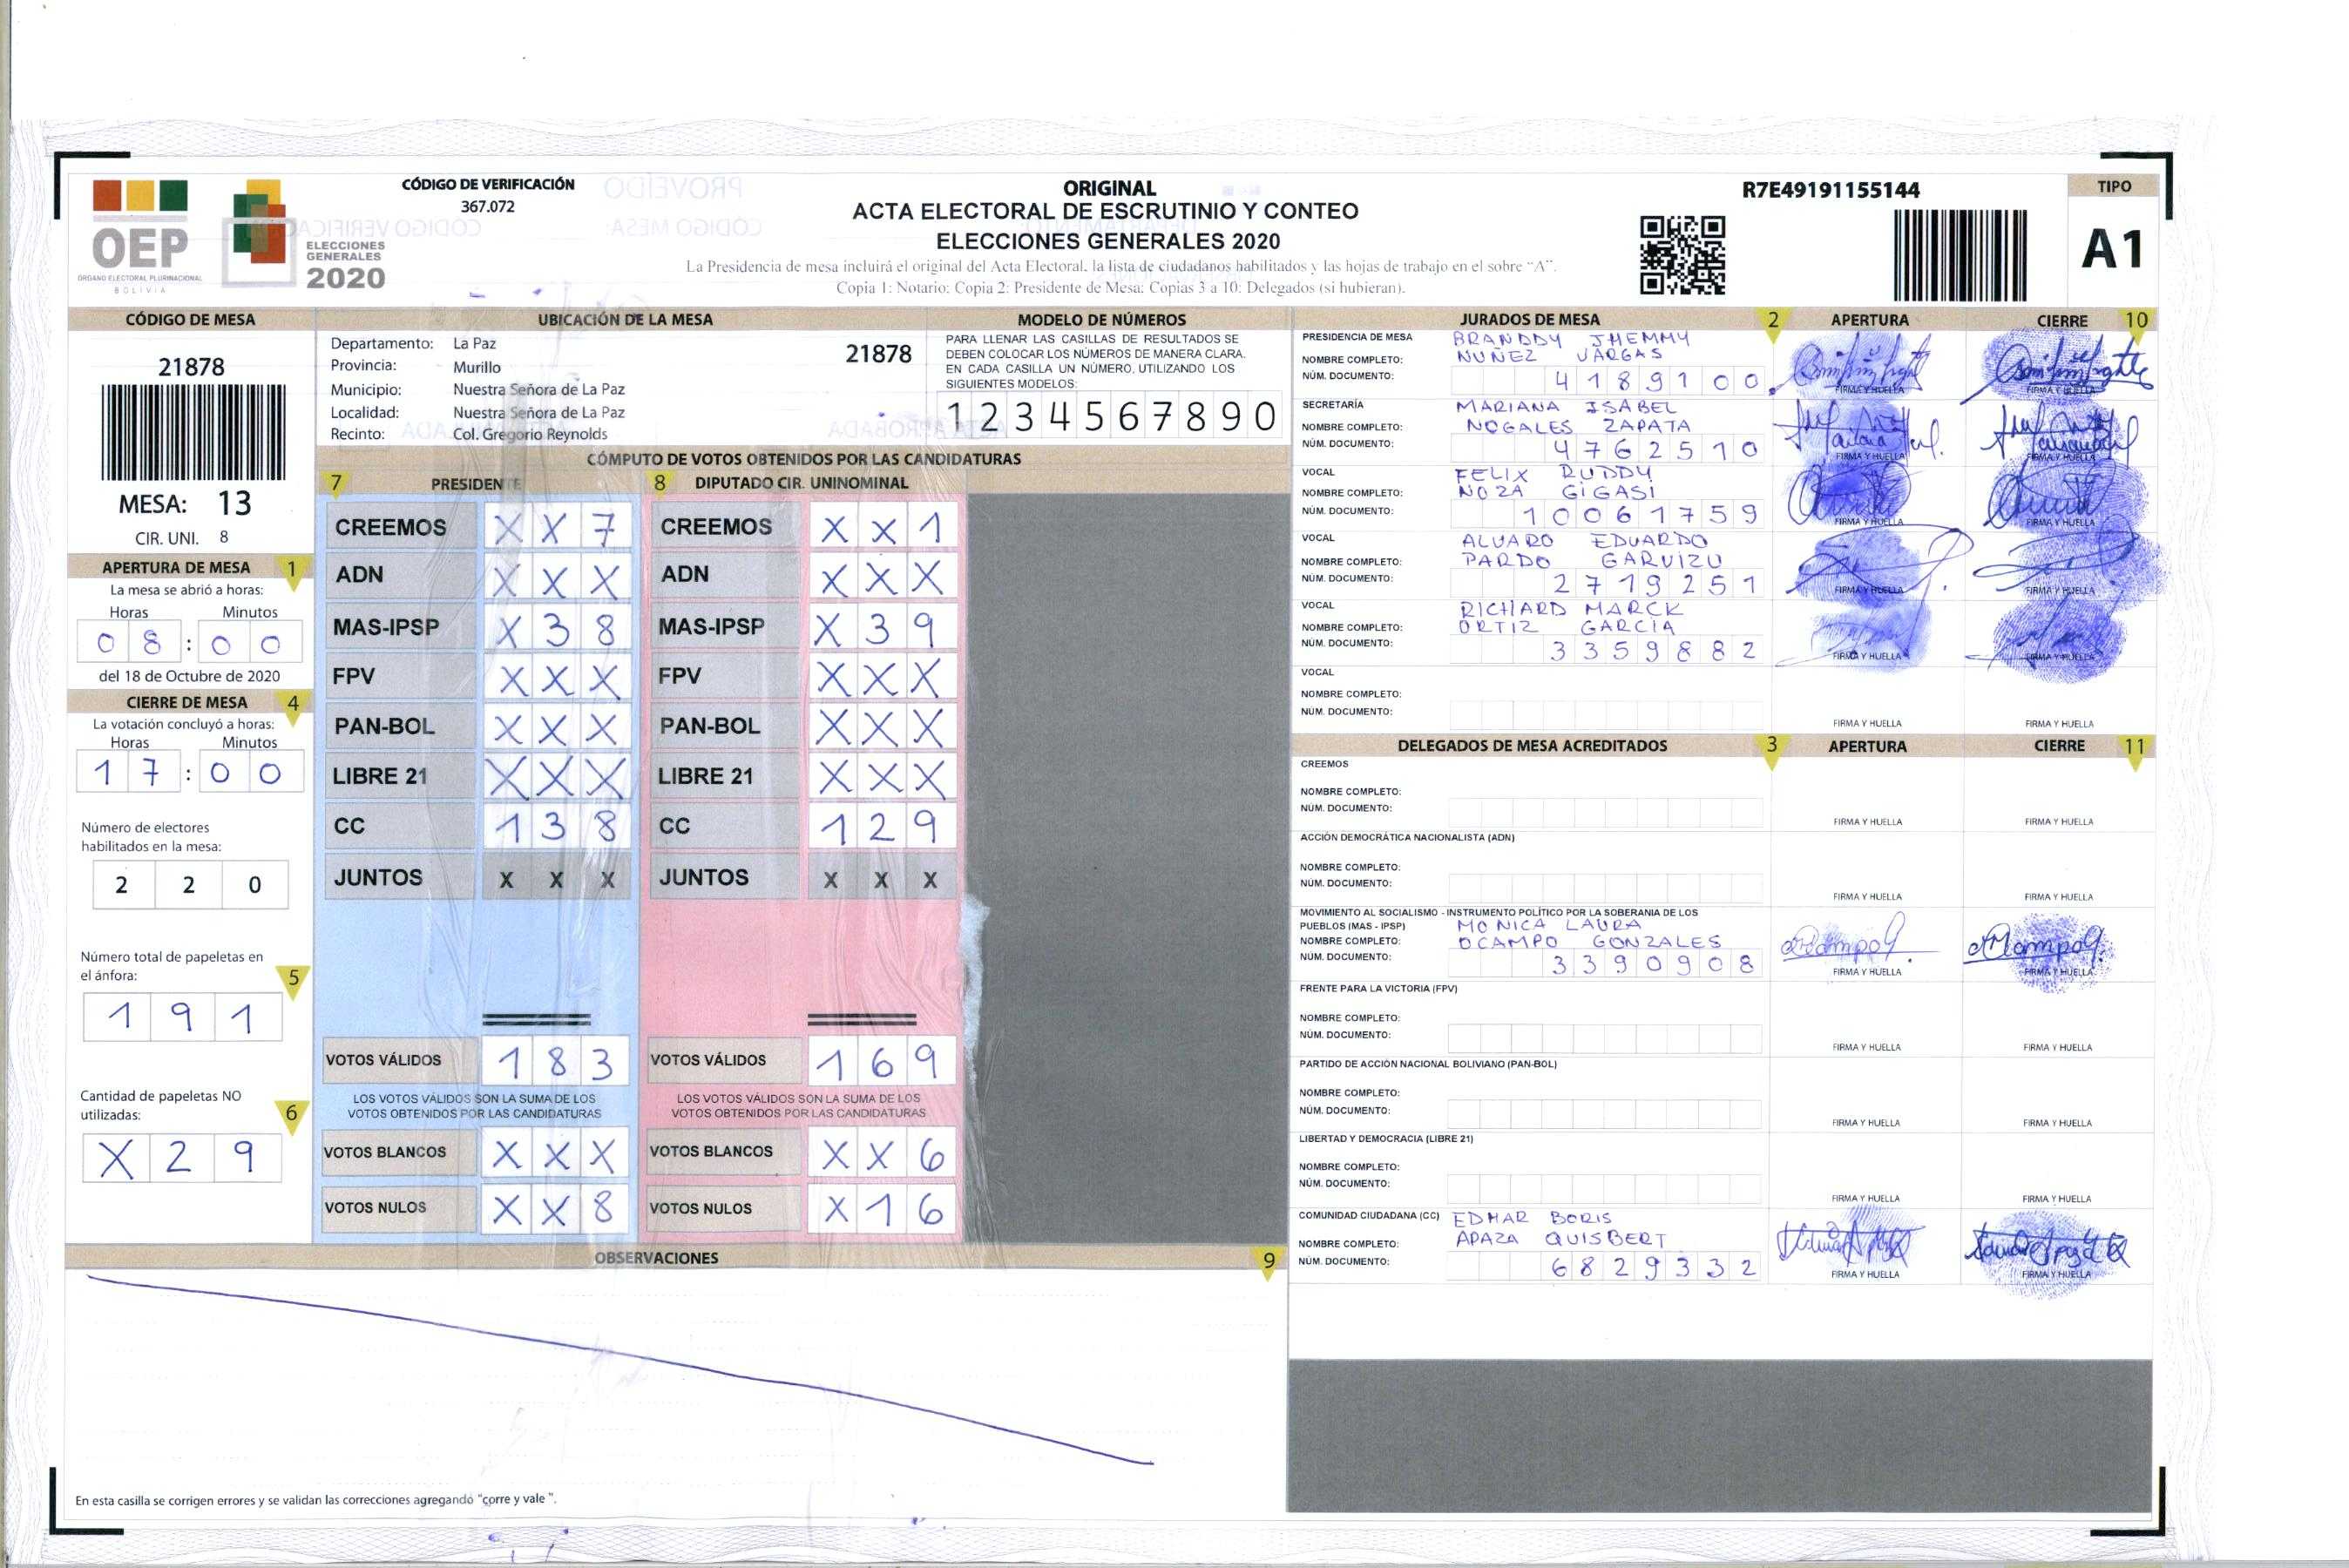 CÓDIGO DE VERIFICACIÓN
367.072
OEP
ÓRGANO ELECTORAL PLURINACIONAL
BOLIVIA
ELECCIONES
GENERALES
2020
ORIGINAL
ACTA ELECTORAL DE ESCRUTINIO Y CONTEO
ELECCIONES GENERALES 2020
La Presidencia de mesa incluirá el original del Acta Electoral, la lista de ciudadanos habilitados y las hojas de trabajo en el sobre "A".
Copia 1: Notario; Copia 2: Presidente de Mesa; Copias 3 a 10: Delegados (si hubieran).
R7E49191155144
TIPO
A1
CÓDIGO DE MESA
21878
MESA: 13
CIR. UNI. 8
UBICACIÓN DE LA MESA
Departamento: La Paz
21878
Provincia: Murillo
Municipio: Nuestra Señora de La Paz
Localidad: Nuestra Señora de La Paz
Recinto: Col. Gregorio Reynolds
MODELO DE NÚMEROS
PARA LLENAR LAS CASILLAS DE RESULTADOS SE
DEBEN COLOCAR LOS NÚMEROS DE MANERA CLARA.
EN CADA CASILLA UN NÚMERO, UTILIZANDO LOS
SIGUIENTES MODELOS:
1 2 3 4 5 6 7 8 9 0
APERTURA DE MESA 1
La mesa se abrió a horas:
Horas Minutos
0 8 : 0 0
del 18 de Octubre de 2020
CIERRE DE MESA 4
La votación concluyó a horas:
Horas Minutos
1 7 : 0 0
Número de electores
habilitados en la mesa:
2 2 0
Número total de papeletas en
el ánfora: 5
1 9 1
Cantidad de papeletas NO
utilizadas: 6
X 2 9
CÓMPUTO DE VOTOS OBTENIDOS POR LAS CANDIDATURAS
7 PRESIDENTE
CREEMOS X X 7
ADN X X X
MAS-IPSP X 3 8
FPV X X X
PAN-BOL X X X
LIBRE 21 X X X
CC 1 3 8
JUNTOS X X X
VOTOS VÁLIDOS 1 8 3
LOS VOTOS VÁLIDOS SON LA SUMA DE LOS
VOTOS OBTENIDOS POR LAS CANDIDATURAS
VOTOS BLANCOS X X X
VOTOS NULOS X X 8
8 DIPUTADO CIR. UNINOMINAL
CREEMOS X X 1
ADN X X X
MAS-IPSP X 3 9
FPV X X X
PAN-BOL X X X
LIBRE 21 X X X
CC 1 2 9
JUNTOS X X X
VOTOS VÁLIDOS 1 6 9
LOS VOTOS VÁLIDOS SON LA SUMA DE LOS
VOTOS OBTENIDOS POR LAS CANDIDATURAS
VOTOS BLANCOS X X 6
VOTOS NULOS X 1 6
OBSERVACIONES 9
En esta casilla se corrigen errores y se validan las correcciones agregando "corre y vale".
JURADOS DE MESA 2 APERTURA CIERRE 10
PRESIDENCIA DE MESA BRANDDY JHEMMY
NOMBRE COMPLETO: NUÑEZ VARGAS
NÚM. DOCUMENTO: 4 1 8 9 1 0 0
FIRMA Y HUELLA FIRMA Y HUELLA
SECRETARÍA MARIANA ISABEL
NOMBRE COMPLETO: NOGALES ZAPATA
NÚM. DOCUMENTO: 4 7 6 2 5 1 0
FIRMA Y HUELLA FIRMA Y HUELLA
VOCAL FELIX RUDDY
NOMBRE COMPLETO: NOZA GIGASI
NÚM. DOCUMENTO: 1 0 0 6 1 7 5 9
FIRMA Y HUELLA FIRMA Y HUELLA
VOCAL ALVARO EDUARDO
NOMBRE COMPLETO: PARDO GARVIZU
NÚM. DOCUMENTO: 2 7 1 9 2 5 1
FIRMA Y HUELLA FIRMA Y HUELLA
VOCAL RICHARD MARCK
NOMBRE COMPLETO: ORTIZ GARCIA
NÚM. DOCUMENTO: 3 3 5 9 8 8 2
FIRMA Y HUELLA FIRMA Y HUELLA
VOCAL
NOMBRE COMPLETO:
NÚM. DOCUMENTO:
FIRMA Y HUELLA FIRMA Y HUELLA
DELEGADOS DE MESA ACREDITADOS 3 APERTURA CIERRE 11
CREEMOS
NOMBRE COMPLETO:
NÚM. DOCUMENTO:
FIRMA Y HUELLA FIRMA Y HUELLA
ACCIÓN DEMOCRÁTICA NACIONALISTA (ADN)
NOMBRE COMPLETO:
NÚM. DOCUMENTO:
FIRMA Y HUELLA FIRMA Y HUELLA
MOVIMIENTO AL SOCIALISMO - INSTRUMENTO POLÍTICO POR LA SOBERANIA DE LOS
PUEBLOS (MAS - IPSP) MONICA LAURA
NOMBRE COMPLETO: OCAMPO GONZALES
NÚM. DOCUMENTO: 3 3 9 0 9 0 8
FIRMA Y HUELLA FIRMA Y HUELLA
FRENTE PARA LA VICTORIA (FPV)
NOMBRE COMPLETO:
NÚM. DOCUMENTO:
FIRMA Y HUELLA FIRMA Y HUELLA
PARTIDO DE ACCIÓN NACIONAL BOLIVIANO (PAN-BOL)
NOMBRE COMPLETO:
NÚM. DOCUMENTO:
FIRMA Y HUELLA FIRMA Y HUELLA
LIBERTAD Y DEMOCRACIA (LIBRE 21)
NOMBRE COMPLETO:
NÚM. DOCUMENTO:
FIRMA Y HUELLA FIRMA Y HUELLA
COMUNIDAD CIUDADANA (CC) EDMAR BORIS
NOMBRE COMPLETO: APAZA QUISBERT
NÚM. DOCUMENTO: 6 8 2 9 3 3 2
FIRMA Y HUELLA FIRMA Y HUELLA